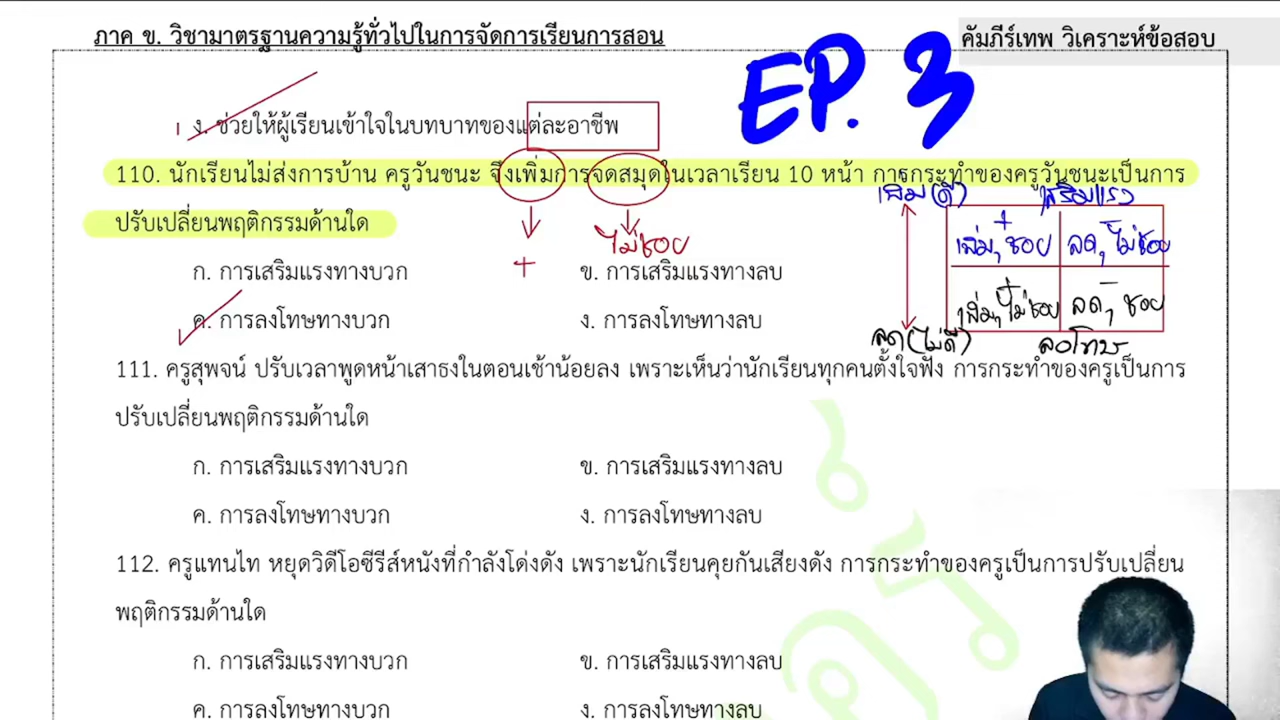 ภาค ข. วิชามาตรฐานความรู้ทั่วไปในการจัดการเรียนการสอน
คัมภีร์เทพ วิเคราะห์ข้อสอบ
EP. 3
ง. ช่วยให้ผู้เรียนเข้าใจในบทบาทของแต่ละอาชีพ
110. นักเรียนไม่ส่งการบ้าน ครูวันชนะ จึงเพิ่มการจดสมุดในเวลาเรียน 10 หน้า การกระทำของครูวันชนะเป็นการ
เพิ่ม (ดี) เสริมแรง
ปรับเปลี่ยนพฤติกรรมด้านใด
+ ไม่ชอบ
+ เพิ่ม, ชอบ - ลด, ไม่ชอบ
ก. การเสริมแรงทางบวก ข. การเสริมแรงทางลบ
+ เพิ่ม, ไม่ชอบ - ลด, ชอบ
ค. การลงโทษทางบวก ง. การลงโทษทางลบ
ลด (ไม่ดี) ลงโทษ
111. ครูสุพจน์ ปรับเวลาพูดหน้าเสาธงในตอนเช้าน้อยลง เพราะเห็นว่านักเรียนทุกคนตั้งใจฟัง การกระทำของครูเป็นการ
ปรับเปลี่ยนพฤติกรรมด้านใด
ก. การเสริมแรงทางบวก ข. การเสริมแรงทางลบ
ค. การลงโทษทางบวก ง. การลงโทษทางลบ
112. ครูแทนไท หยุดวิดีโอซีรีส์หนังที่กำลังโด่งดัง เพราะนักเรียนคุยกันเสียงดัง การกระทำของครูเป็นการปรับเปลี่ยน
พฤติกรรมด้านใด
ก. การเสริมแรงทางบวก ข. การเสริมแรงทางลบ
ค. การลงโทษทางบวก ง. การลงโทษทางลบ